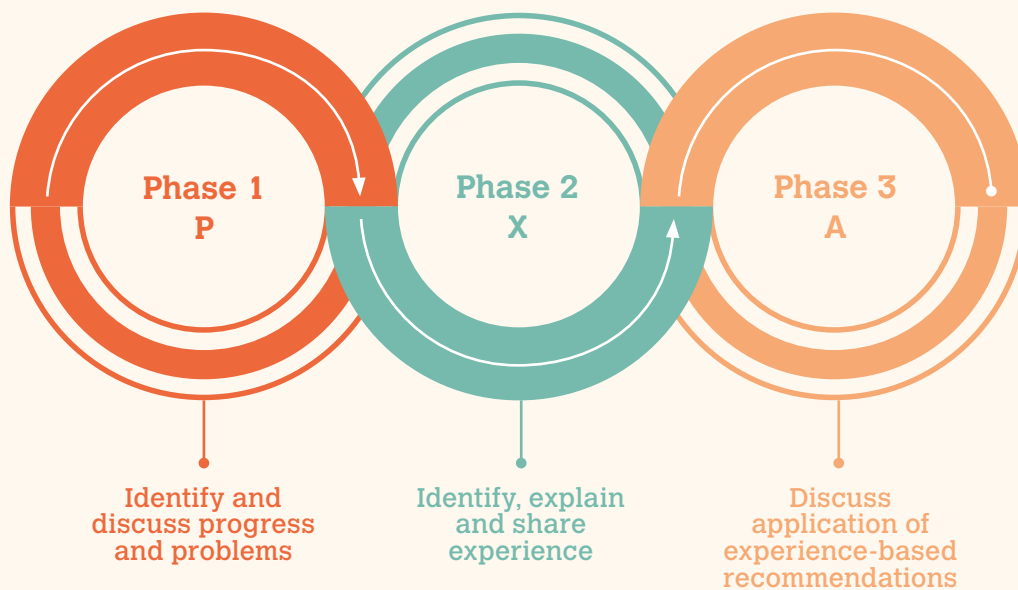 Phase 1
P
Phase 2
X
Phase 3
A
Identify and
discuss progress
and problems
Identify, explain
and share
experience
Discuss
application of
experience-based
recommendations